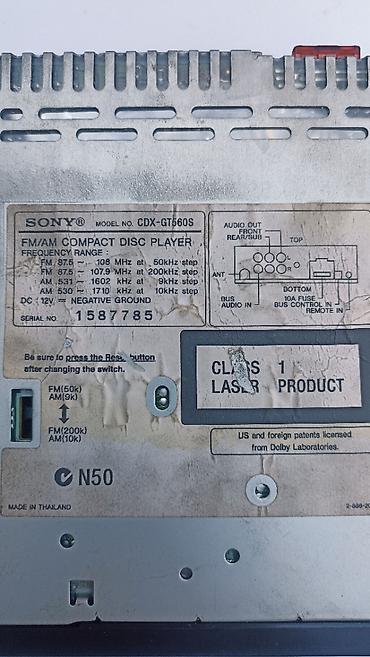 SONY® MODEL NO. CDX-GT560S
FM/AM COMPACT DISC PLAYER
FREQUENCY RANGE :
FM 87.5 ~ 108 MHz at 50kHz step
FM 87.5 ~ 107.9 MHz at 200kHz step
AM 531 ~ 1602 kHz at 9kHz step
AM 530 ~ 1710 kHz at 10kHz step
DC : 12V NEGATIVE GROUND
SERIAL NO. 1587785
AUDIO OUT
FRONT
REAR/SUB
TOP
L
R
ANT
BOTTOM
BUS
AUDIO IN
10A FUSE
BUS CONTROL IN
REMOTE IN
Be sure to press the Reset button
after changing the switch.
CLASS 1
LASER PRODUCT
FM(50k)
AM(9k)
FM(200k)
AM(10k)
US and foreign patents licensed
from Dolby Laboratories.
N50
MADE IN THAILAND